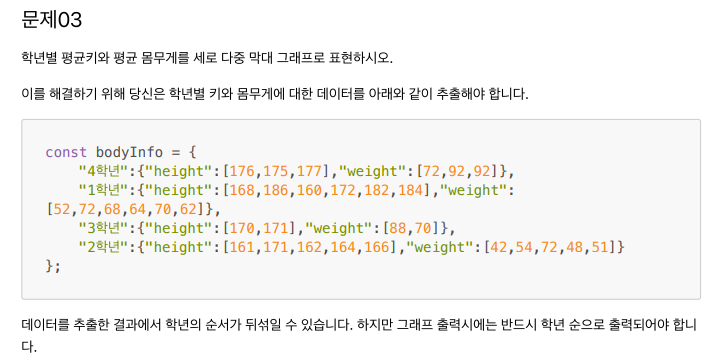 문제03
학년별 평균키와 평균 몸무게를 세로 다중 막대 그래프로 표현하시오.
이를 해결하기 위해 당신은 학년별 키와 몸무게에 대한 데이터를 아래와 같이 추출해야 합니다.
const bodyInfo = {
    "4학년":{"height":[176,175,177],"weight":[72,92,92]},
    "1학년":{"height":[168,186,160,172,182,184],"weight":
[52,72,68,64,70,62]},
    "3학년":{"height":[170,171],"weight":[88,70]},
    "2학년":{"height":[161,171,162,164,166],"weight":[42,54,72,48,51]}
};
데이터를 추출한 결과에서 학년의 순서가 뒤섞일 수 있습니다. 하지만 그래프 출력시에는 반드시 학년 순으로 출력되어야 합니
다.